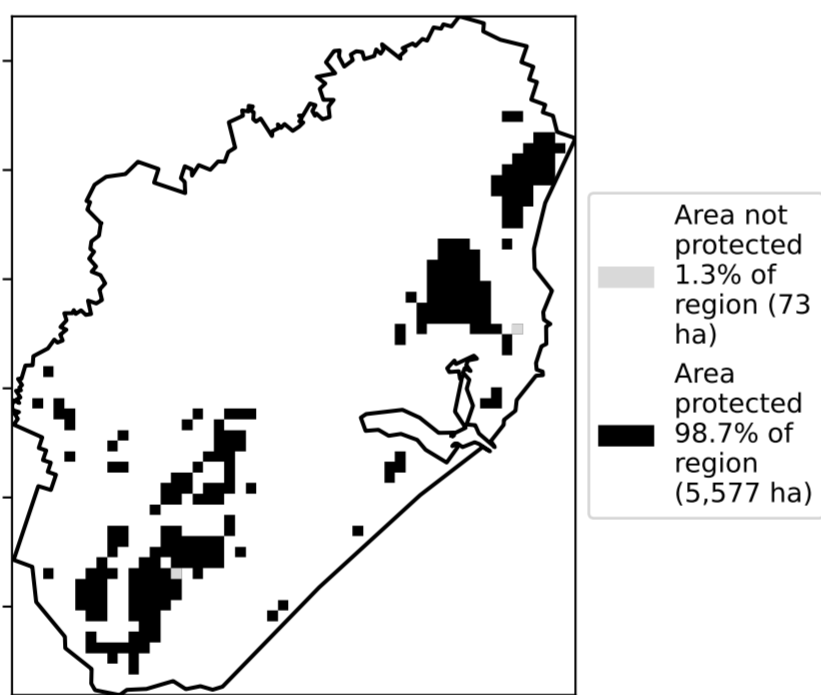 Area not
protected
1.3% of
region (73
ha)
Area
protected
98.7% of
region
(5,577 ha)